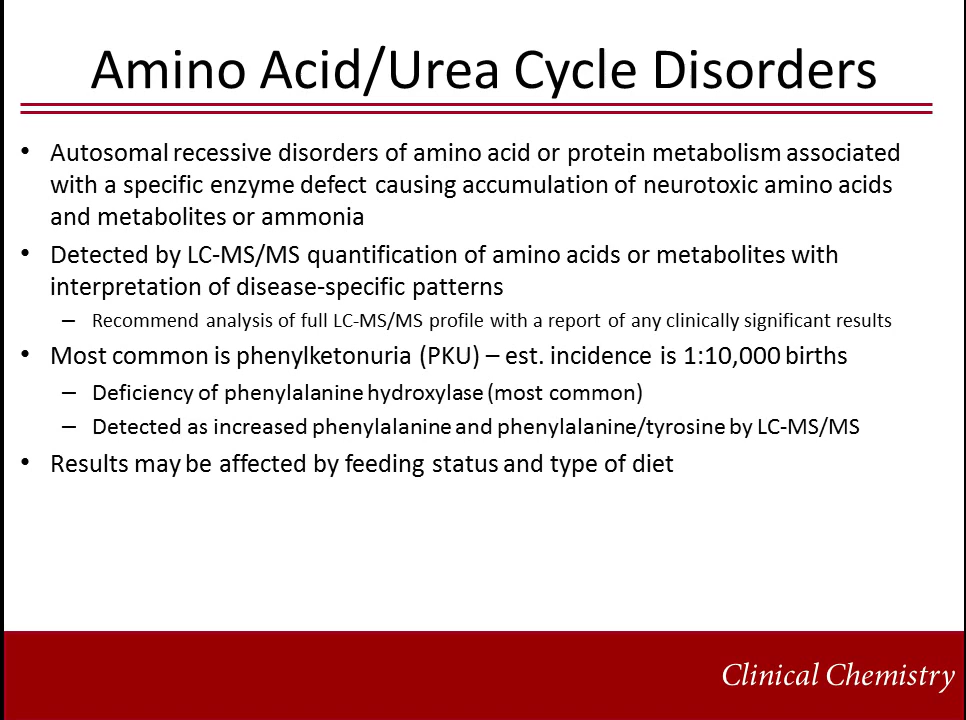 Amino Acid/Urea Cycle Disorders
• Autosomal recessive disorders of amino acid or protein metabolism associated
with a specific enzyme defect causing accumulation of neurotoxic amino acids
and metabolites or ammonia
• Detected by LC-MS/MS quantification of amino acids or metabolites with
interpretation of disease-specific patterns
– Recommend analysis of full LC-MS/MS profile with a report of any clinically significant results
• Most common is phenylketonuria (PKU) – est. incidence is 1:10,000 births
– Deficiency of phenylalanine hydroxylase (most common)
– Detected as increased phenylalanine and phenylalanine/tyrosine by LC-MS/MS
• Results may be affected by feeding status and type of diet
Clinical Chemistry